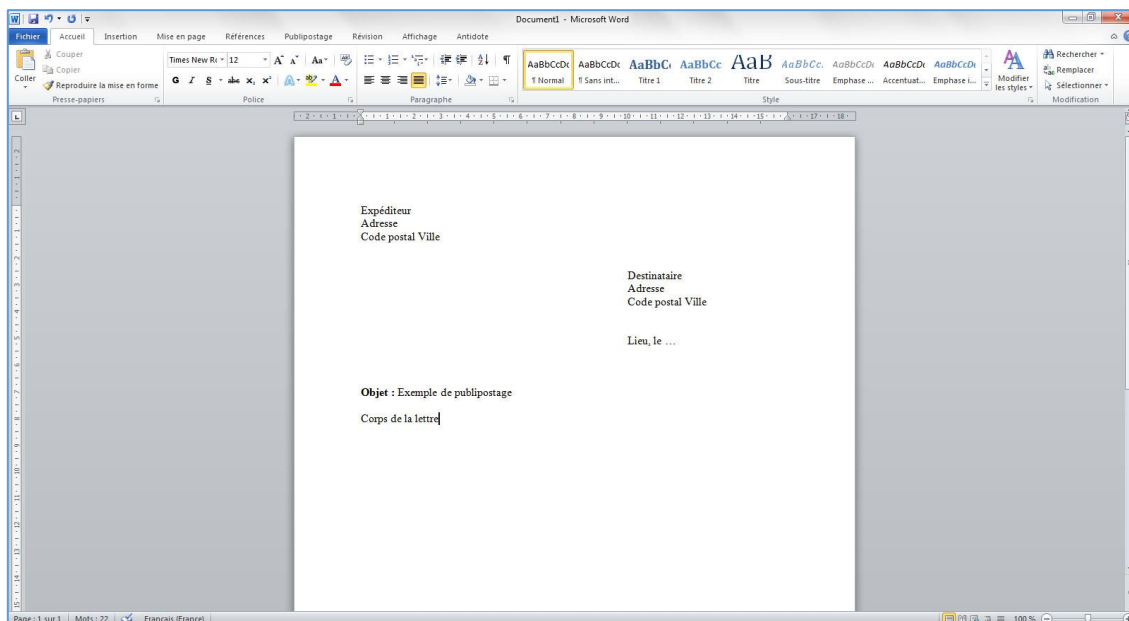 Document1 - Microsoft Word
Fichier Accueil Insertion Mise en page Références Publipostage Révision Affichage Antidote
Coller
Couper
Copier
Reproduire la mise en forme
Presse-papiers
Times New Ro 12
G I S abc x₂ x²
Police
Paragraphe
AaBbCcDc AaBbCcDc AaBbC AaBbCc AaB AaBbCc. AaBbCcDc AaBbCcDc AaBbCcDc
¶ Normal ¶ Sans int... Titre 1 Titre 2 Titre Sous-titre Emphase ... Accentuat... Emphase i...
Modifier
les styles
Style
Rechercher
Remplacer
Sélectionner
Modification
Expéditeur
Adresse
Code postal Ville
Destinataire
Adresse
Code postal Ville
Lieu, le …
Objet : Exemple de publipostage
Corps de la lettre
Page : 1 sur 1 Mots : 22 Français (France) 100 %